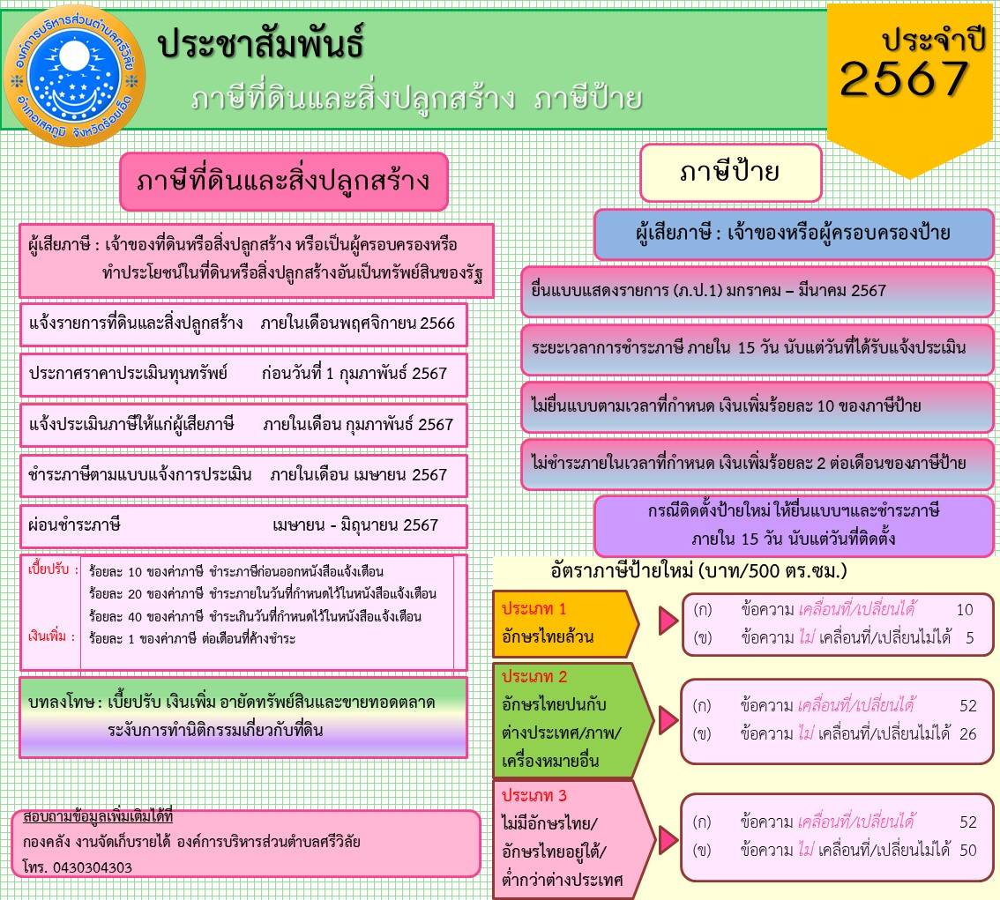 องค์การบริหารส่วนตำบลศรีวิลัย
อำเภอเสลภูมิ จังหวัดร้อยเอ็ด
ประชาสัมพันธ์
ภาษีที่ดินและสิ่งปลูกสร้าง ภาษีป้าย
ประจำปี
2567
ภาษีที่ดินและสิ่งปลูกสร้าง
ผู้เสียภาษี : เจ้าของที่ดินหรือสิ่งปลูกสร้าง หรือเป็นผู้ครอบครองหรือ
ทำประโยชน์ในที่ดินหรือสิ่งปลูกสร้างอันเป็นทรัพย์สินของรัฐ
แจ้งรายการที่ดินและสิ่งปลูกสร้าง ภายในเดือนพฤศจิกายน 2566
ประกาศราคาประเมินทุนทรัพย์ ก่อนวันที่ 1 กุมภาพันธ์ 2567
แจ้งประเมินภาษีให้แก่ผู้เสียภาษี ภายในเดือน กุมภาพันธ์ 2567
ชำระภาษีตามแบบแจ้งการประเมิน ภายในเดือน เมษายน 2567
ผ่อนชำระภาษี เมษายน - มิถุนายน 2567
เบี้ยปรับ : ร้อยละ 10 ของค่าภาษี ชำระภาษีก่อนออกหนังสือแจ้งเตือน
ร้อยละ 20 ของค่าภาษี ชำระภายในวันที่กำหนดไว้ในหนังสือแจ้งเตือน
ร้อยละ 40 ของค่าภาษี ชำระเกินวันที่กำหนดไว้ในหนังสือแจ้งเตือน
เงินเพิ่ม : ร้อยละ 1 ของค่าภาษี ต่อเดือนที่ค้างชำระ
บทลงโทษ : เบี้ยปรับ เงินเพิ่ม อายัดทรัพย์สินและขายทอดตลาด
ระงับการทำนิติกรรมเกี่ยวกับที่ดิน
สอบถามข้อมูลเพิ่มเติมได้ที่
กองคลัง งานจัดเก็บรายได้ องค์การบริหารส่วนตำบลศรีวิลัย
โทร. 0430304303
ภาษีป้าย
ผู้เสียภาษี : เจ้าของหรือผู้ครอบครองป้าย
ยื่นแบบแสดงรายการ (ภ.ป.1) มกราคม – มีนาคม 2567
ระยะเวลาการชำระภาษี ภายใน 15 วัน นับแต่วันที่ได้รับแจ้งประเมิน
ไม่ยื่นแบบตามเวลาที่กำหนด เงินเพิ่มร้อยละ 10 ของภาษีป้าย
ไม่ชำระภายในเวลาที่กำหนด เงินเพิ่มร้อยละ 2 ต่อเดือนของภาษีป้าย
กรณีติดตั้งป้ายใหม่ ให้ยื่นแบบฯและชำระภาษี
ภายใน 15 วัน นับแต่วันที่ติดตั้ง
อัตราภาษีป้ายใหม่ (บาท/500 ตร.ซม.)
ประเภท 1
อักษรไทยล้วน
(ก) ข้อความ เคลื่อนที่/เปลี่ยนได้ 10
(ข) ข้อความ ไม่ เคลื่อนที่/เปลี่ยนไม่ได้ 5
ประเภท 2
อักษรไทยปนกับ
ต่างประเทศ/ภาพ/
เครื่องหมายอื่น
(ก) ข้อความ เคลื่อนที่/เปลี่ยนได้ 52
(ข) ข้อความ ไม่ เคลื่อนที่/เปลี่ยนไม่ได้ 26
ประเภท 3
ไม่มีอักษรไทย/
อักษรไทยอยู่ใต้/
ต่ำกว่าต่างประเทศ
(ก) ข้อความ เคลื่อนที่/เปลี่ยนได้ 52
(ข) ข้อความ ไม่ เคลื่อนที่/เปลี่ยนไม่ได้ 50